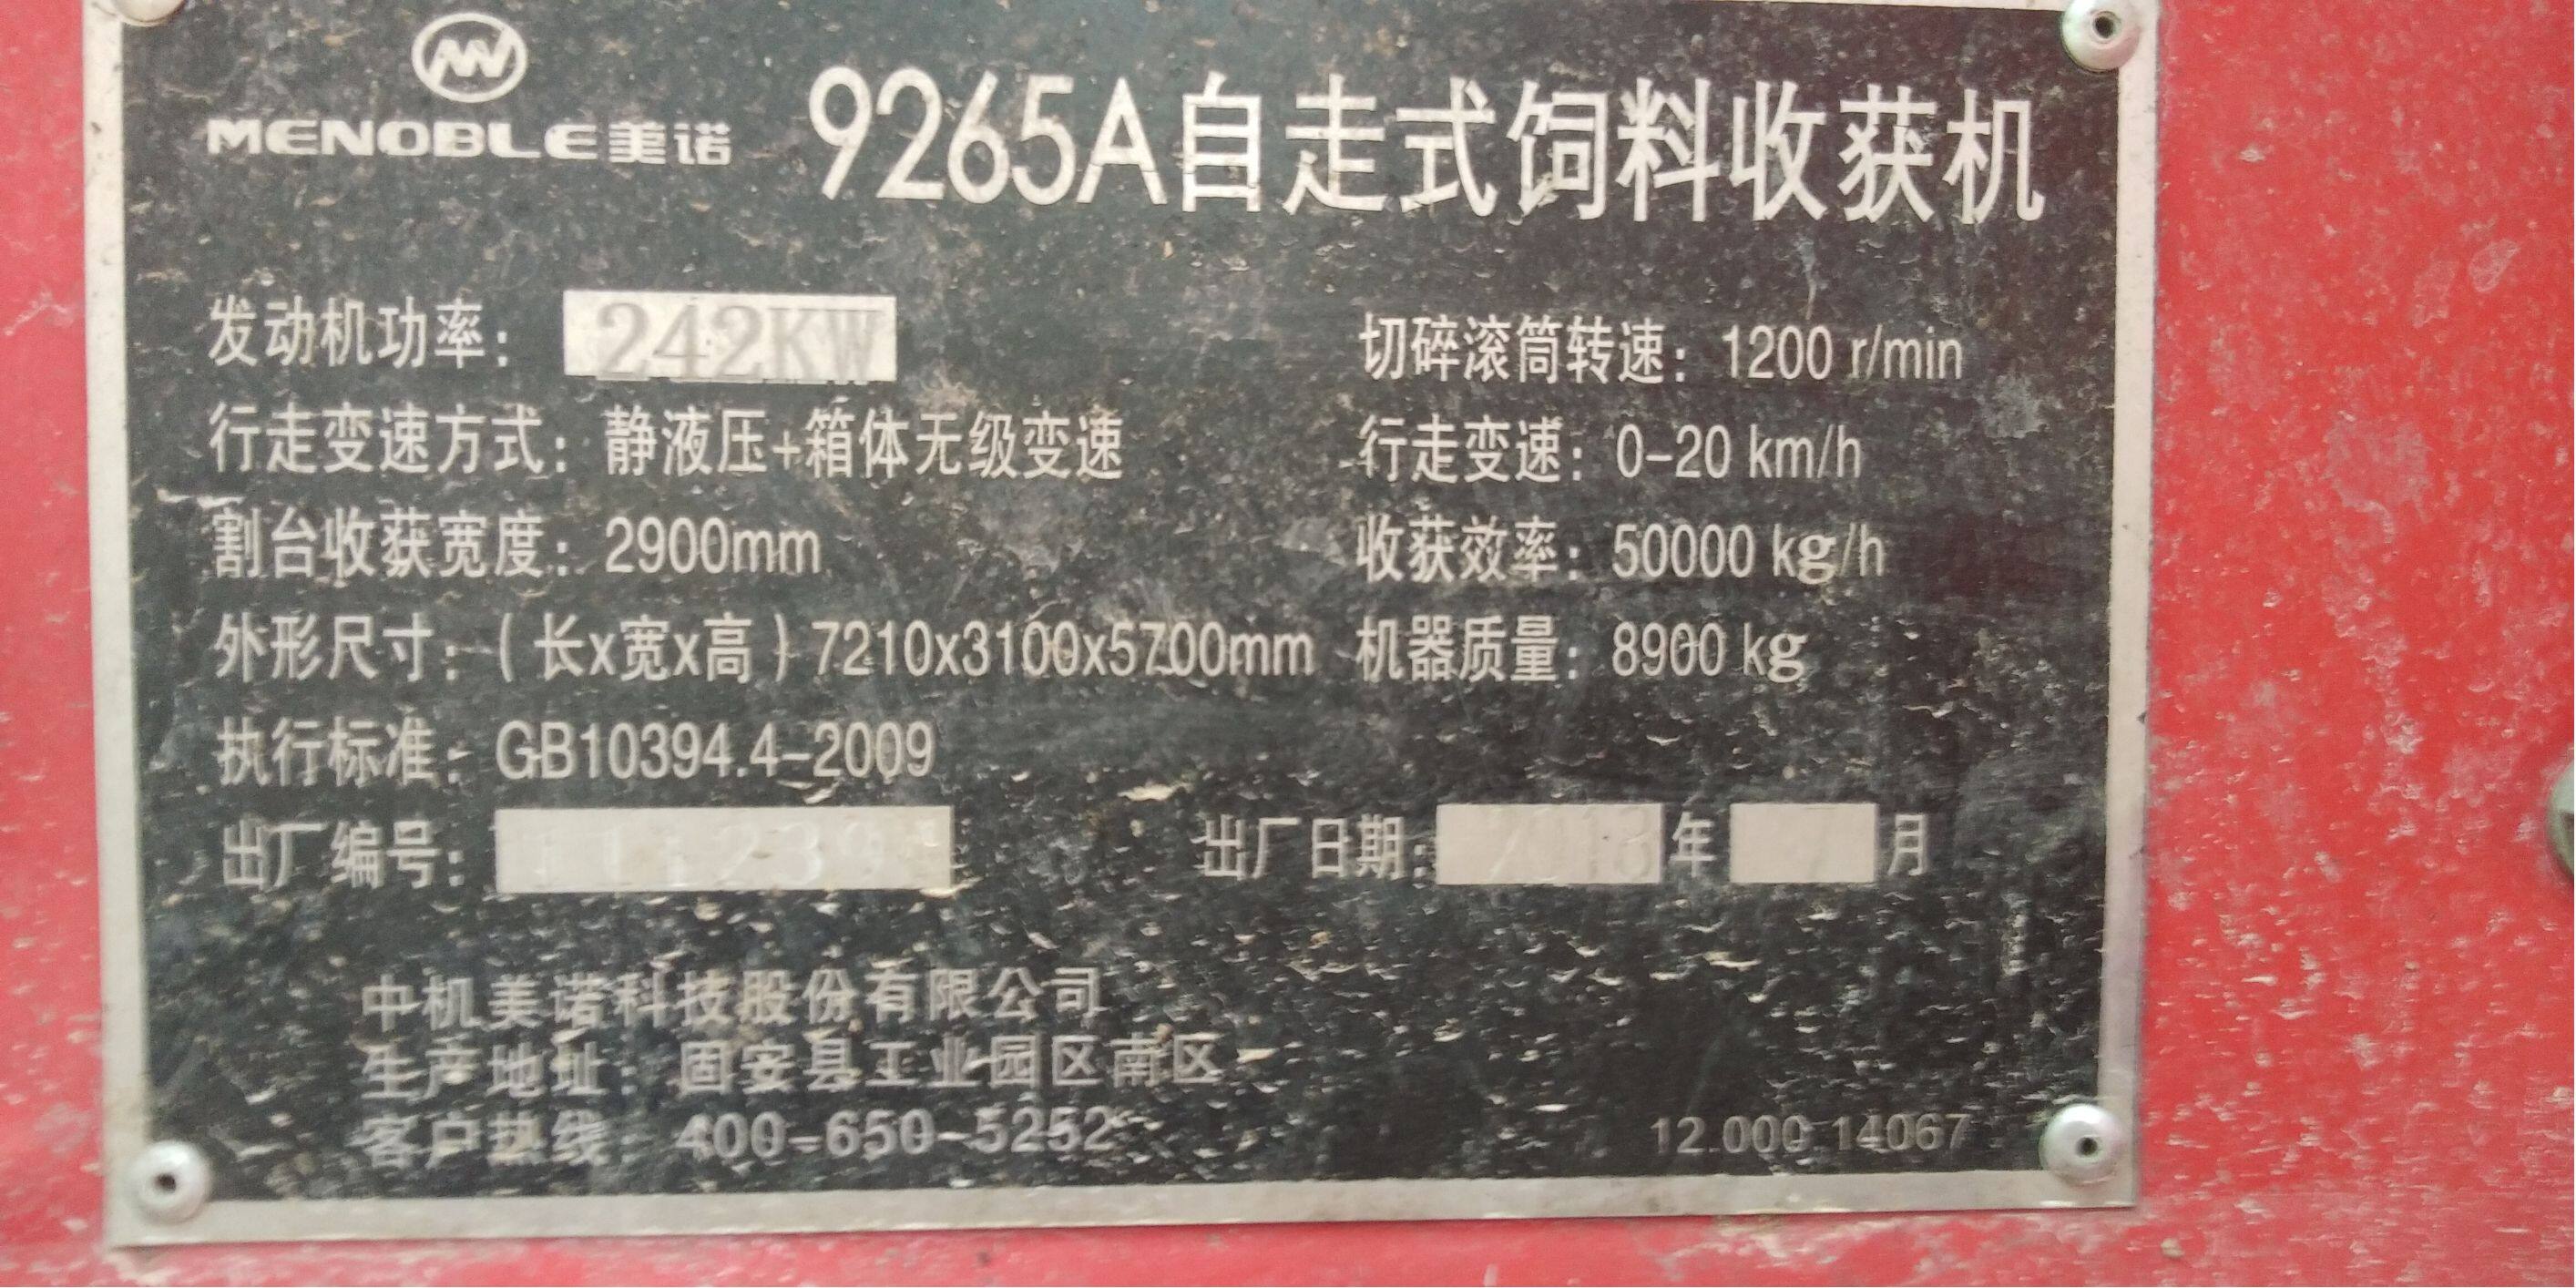 MENOBLE美诺
9265A自走式饲料收获机
发动机功率: 242KW 切碎滚筒转速: 1200 r/min
行走变速方式: 静液压+箱体无级变速 行走变速: 0-20 km/h
割台收获宽度: 2900mm 收获效率: 50000 kg/h
外形尺寸: (长x宽x高) 7210x3100x5700mm 机器质量: 8900 kg
执行标准: GB10394.4-2009
出厂编号: 出厂日期: 年 月
中机美诺科技股份有限公司
生产地址: 固安县工业园区南区
客户热线: 400-650-5252
12.000 14067